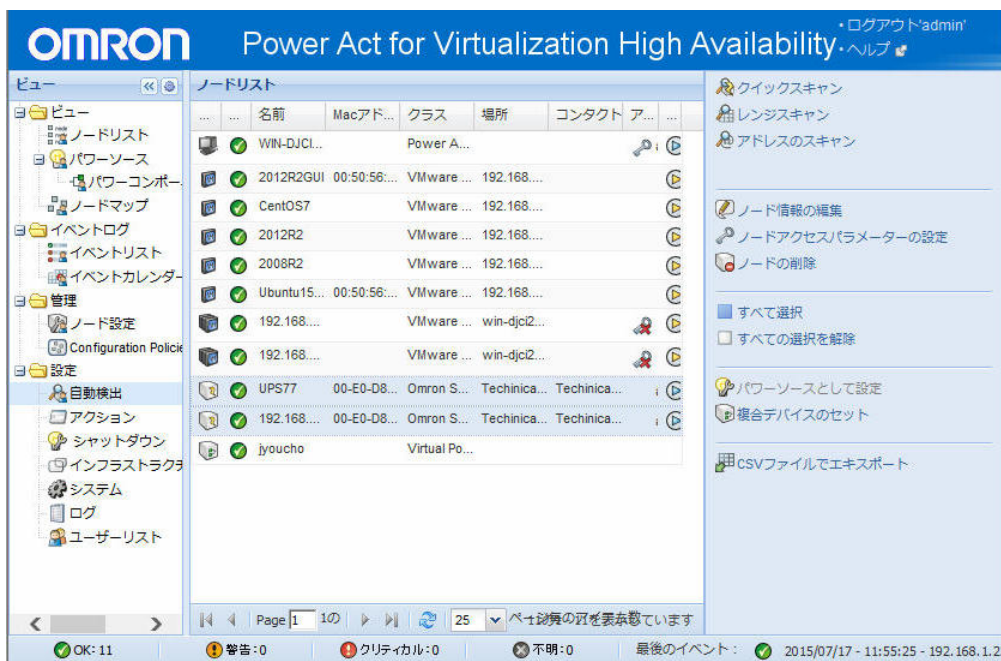 OMRON
Power Act for Virtualization High Availability
・ログアウト'admin'
・ヘルプ
ビュー
ビュー
ノードリスト
パワーソース
パワーコンポー
ノードマップ
イベントログ
イベントリスト
イベントカレンダー
管理
ノード設定
Configuration Policie
設定
自動検出
アクション
シャットダウン
インフラストラクチ
システム
ログ
ユーザーリスト
ノードリスト
... ... 名前 Macアド... クラス 場所 コンタクト ア... ...
WIN-DJCI... Power A...
2012R2GUI 00:50:56:... VMware ... 192.168....
CentOS7 VMware ... 192.168....
2012R2 VMware ... 192.168....
2008R2 VMware ... 192.168....
Ubuntu15... 00:50:56:... VMware ... 192.168....
192.168.... VMware ... win-djci2...
192.168.... VMware ... win-djci2...
UPS77 00-E0-D8... Omron S... Techinica... Techinica...
192.168.... 00-E0-D8... Omron S... Techinica... Techinica...
jyoucho Virtual Po...
Page 1 1の 25
クイックスキャン
レンジスキャン
アドレスのスキャン
ノード情報の編集
ノードアクセスパラメーターの設定
ノードの削除
すべて選択
すべての選択を解除
パワーソースとして設定
複合デバイスのセット
CSVファイルでエキスポート
OK: 11 警告:0 クリティカル:0 不明:0 最後のイベント: 2015/07/17 - 11:55:25 - 192.168.1.2